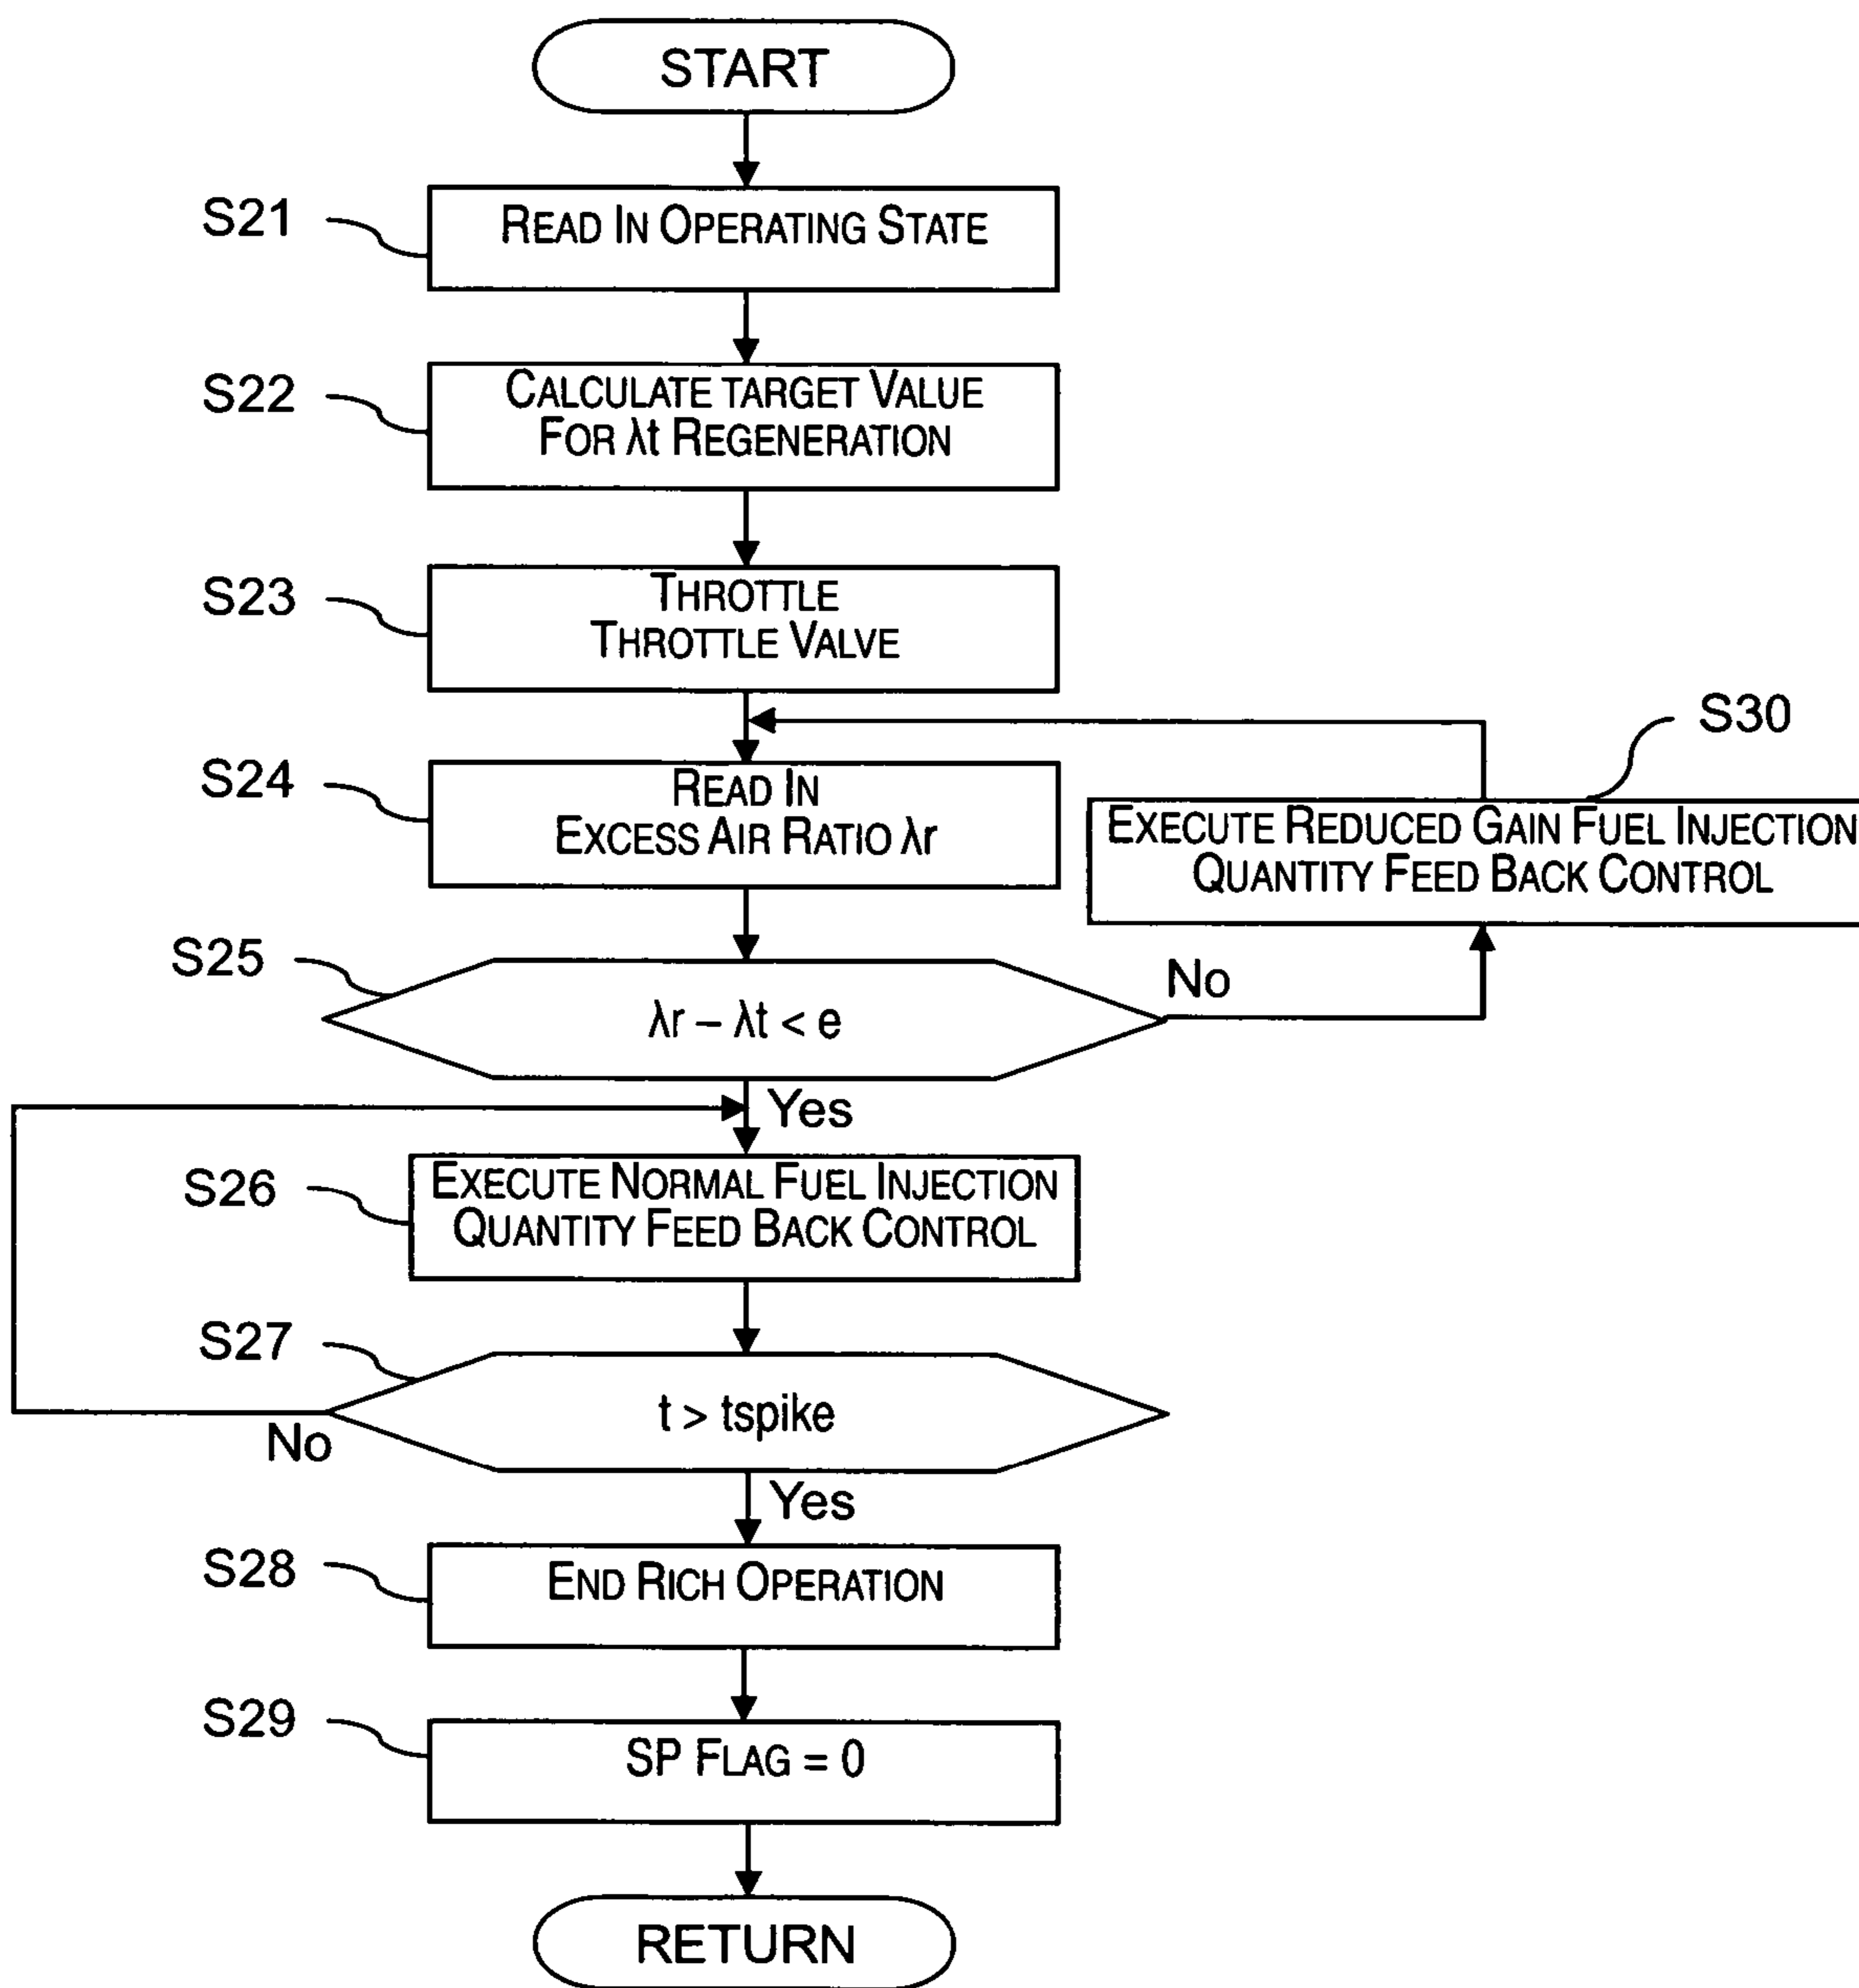 START
S21
READ IN OPERATING STATE
S22
CALCULATE TARGET VALUE
FOR λt REGENERATION
S23
THROTTLE
THROTTLE VALVE
S30
S24
READ IN
EXCESS AIR RATIO λr
EXECUTE REDUCED GAIN FUEL INJECTION
QUANTITY FEED BACK CONTROL
S25
λr – λt < e
No
Yes
S26
EXECUTE NORMAL FUEL INJECTION
QUANTITY FEED BACK CONTROL
S27
t > tspike
No
Yes
S28
END RICH OPERATION
S29
SP FLAG = 0
RETURN